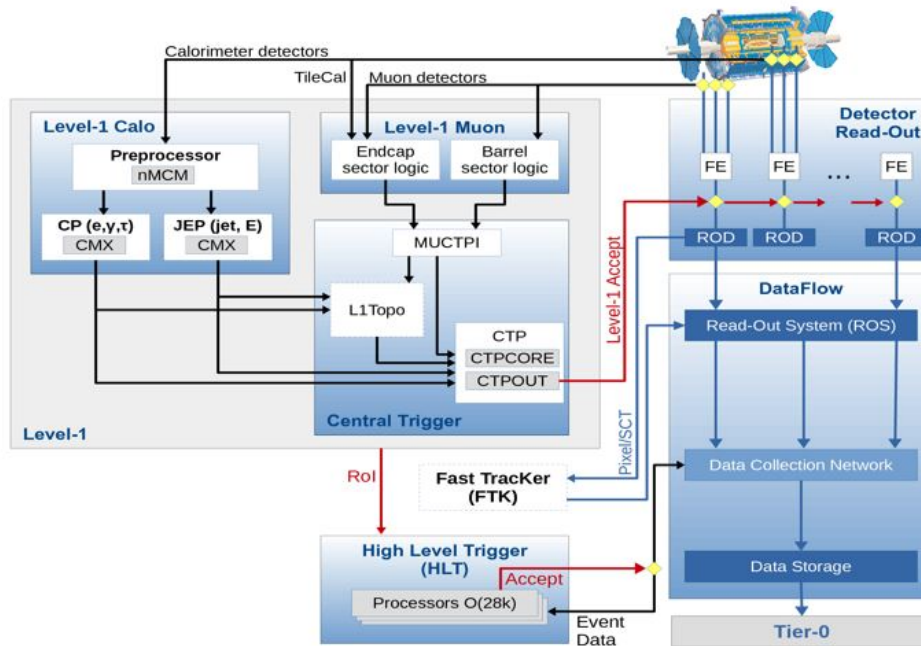 Calorimeter detectors
TileCal
Muon detectors
Level-1 Calo
Preprocessor
nMCM
CP (e,γ,τ)
CMX
JEP (jet, E)
CMX
Level-1 Muon
Endcap
sector logic
Barrel
sector logic
MUCTPI
L1Topo
CTP
CTPCORE
CTPOUT
Central Trigger
Level-1
Level-1 Accept
Detector
Read-Out
FE
FE
...
FE
ROD
ROD
ROD
DataFlow
Read-Out System (ROS)
Data Collection Network
Data Storage
Tier-0
Pixel/SCT
RoI
Fast TracKer
(FTK)
High Level Trigger
(HLT)
Accept
Processors O(28k)
Event
Data